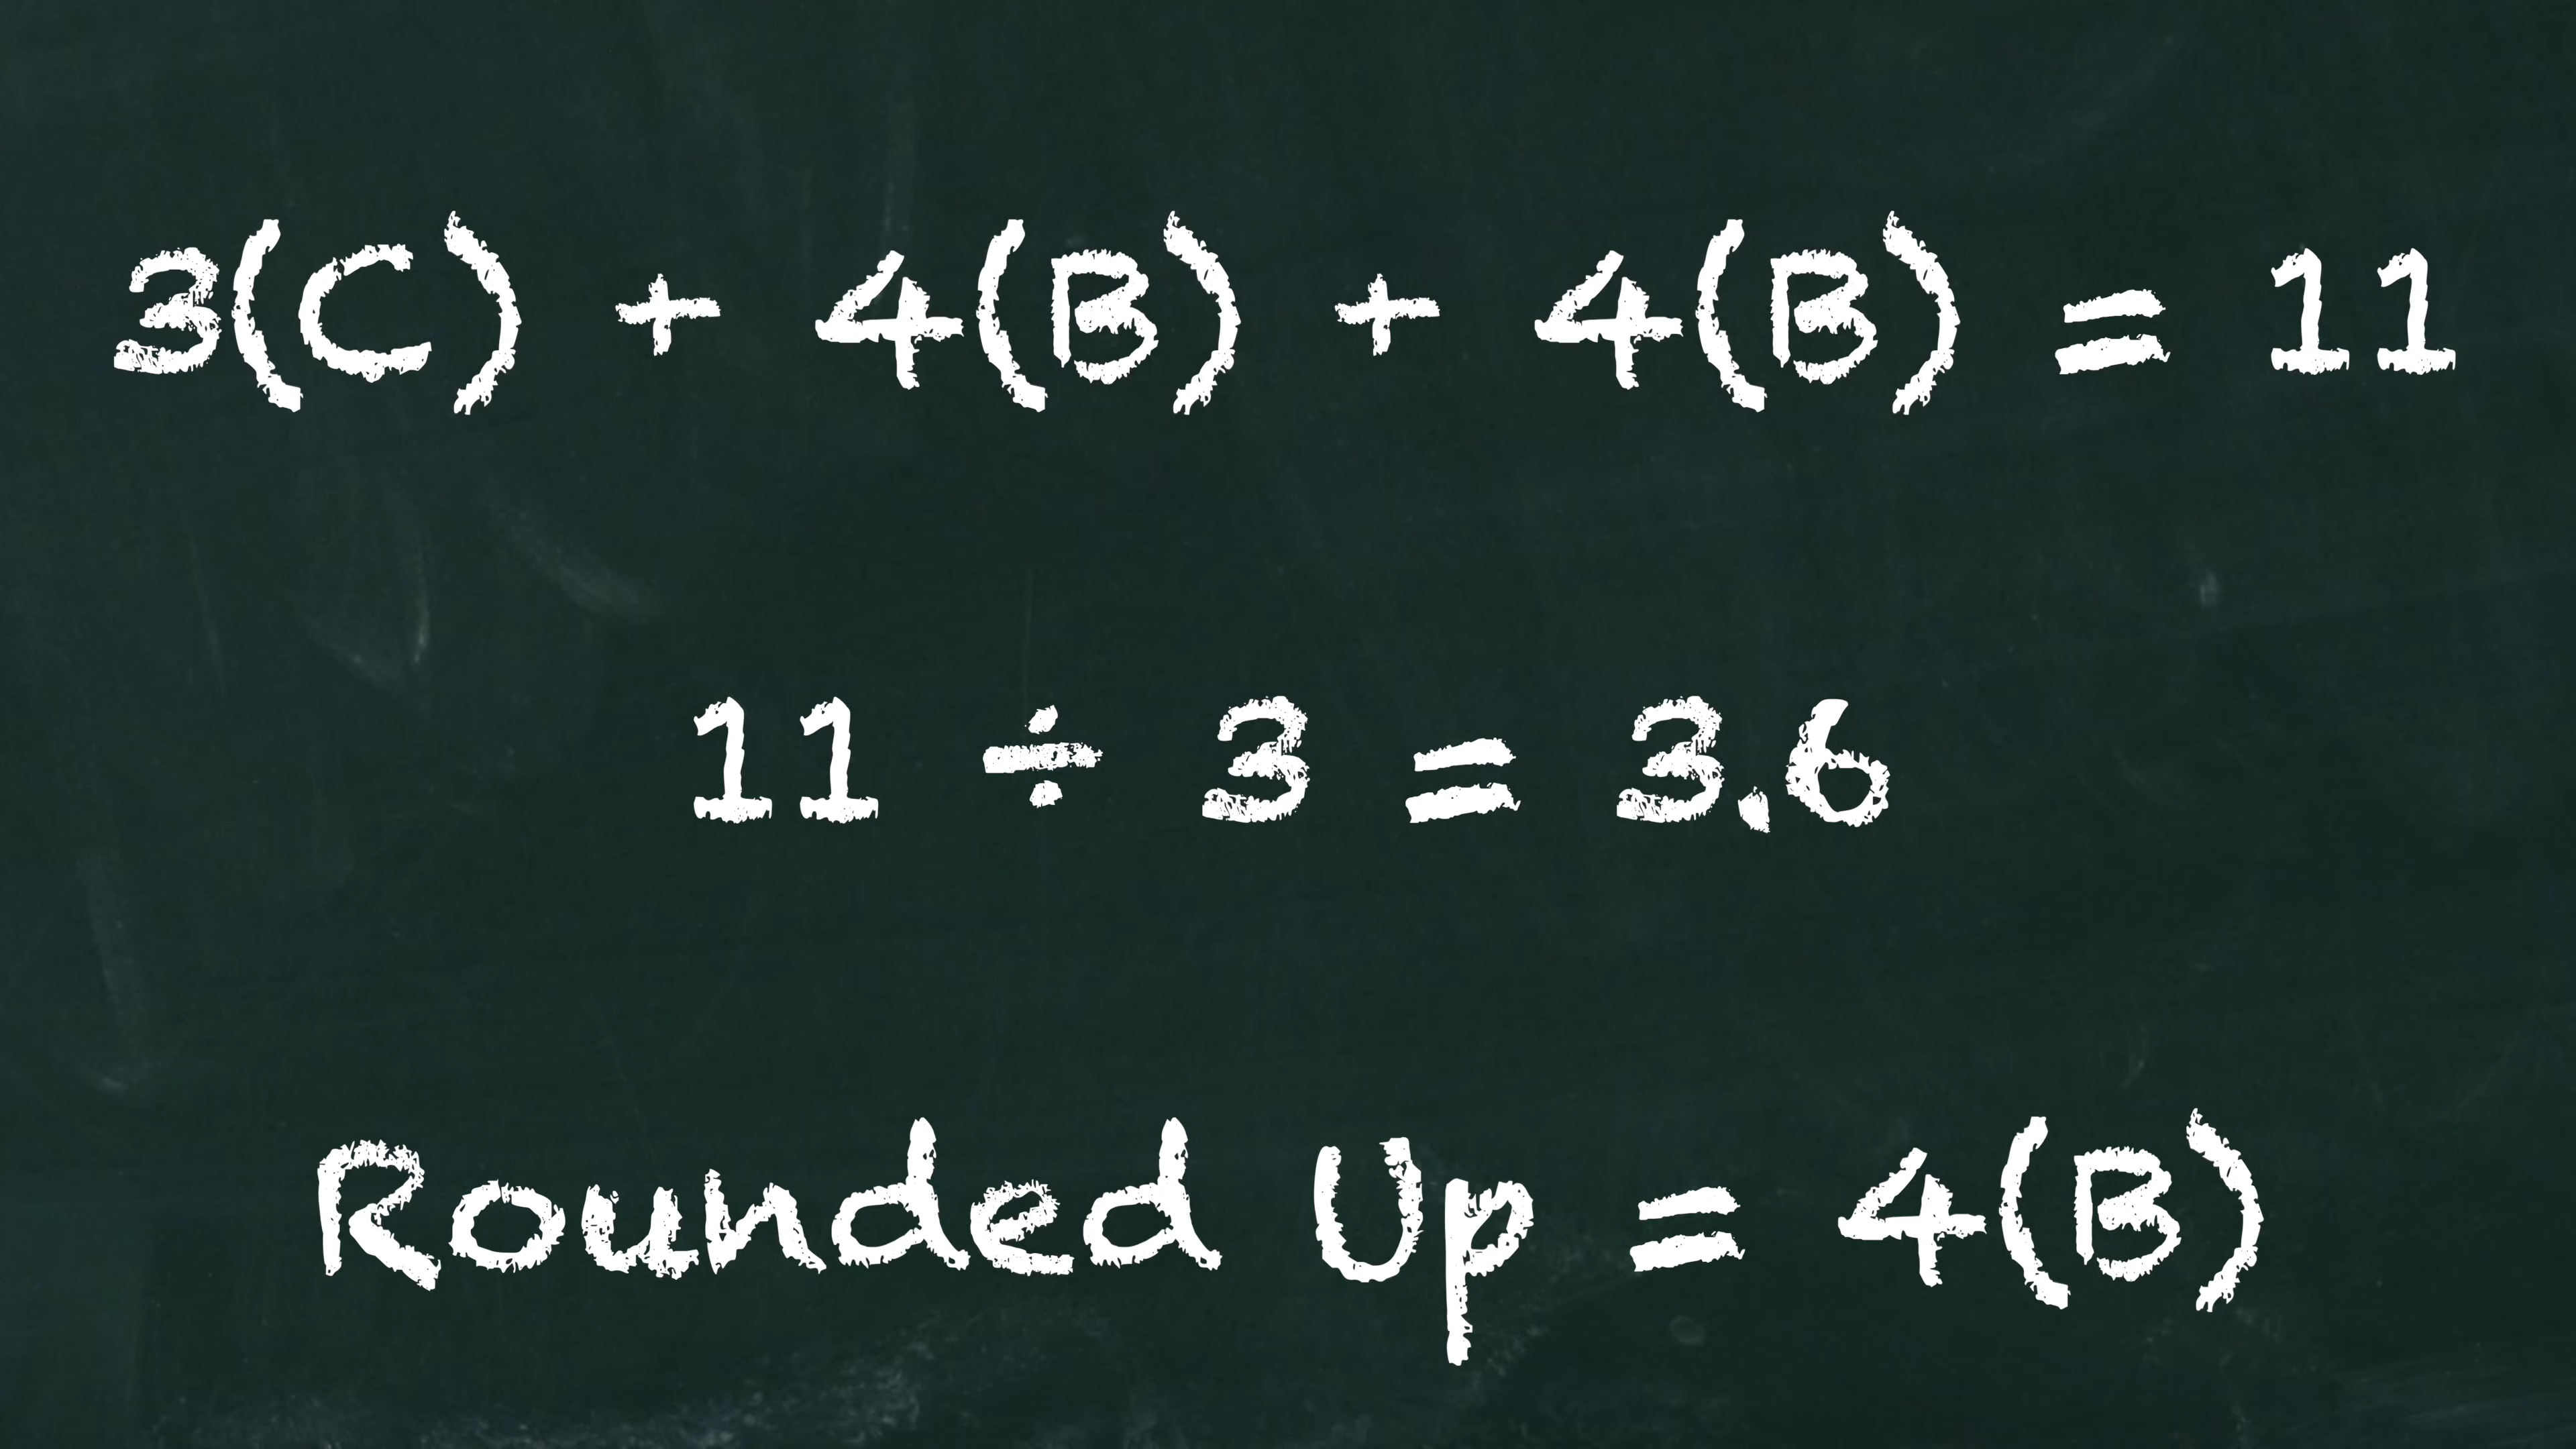 3(C) + 4(B) + 4(B) = 11
11 ÷ 3 = 3.6
Rounded Up = 4(B)